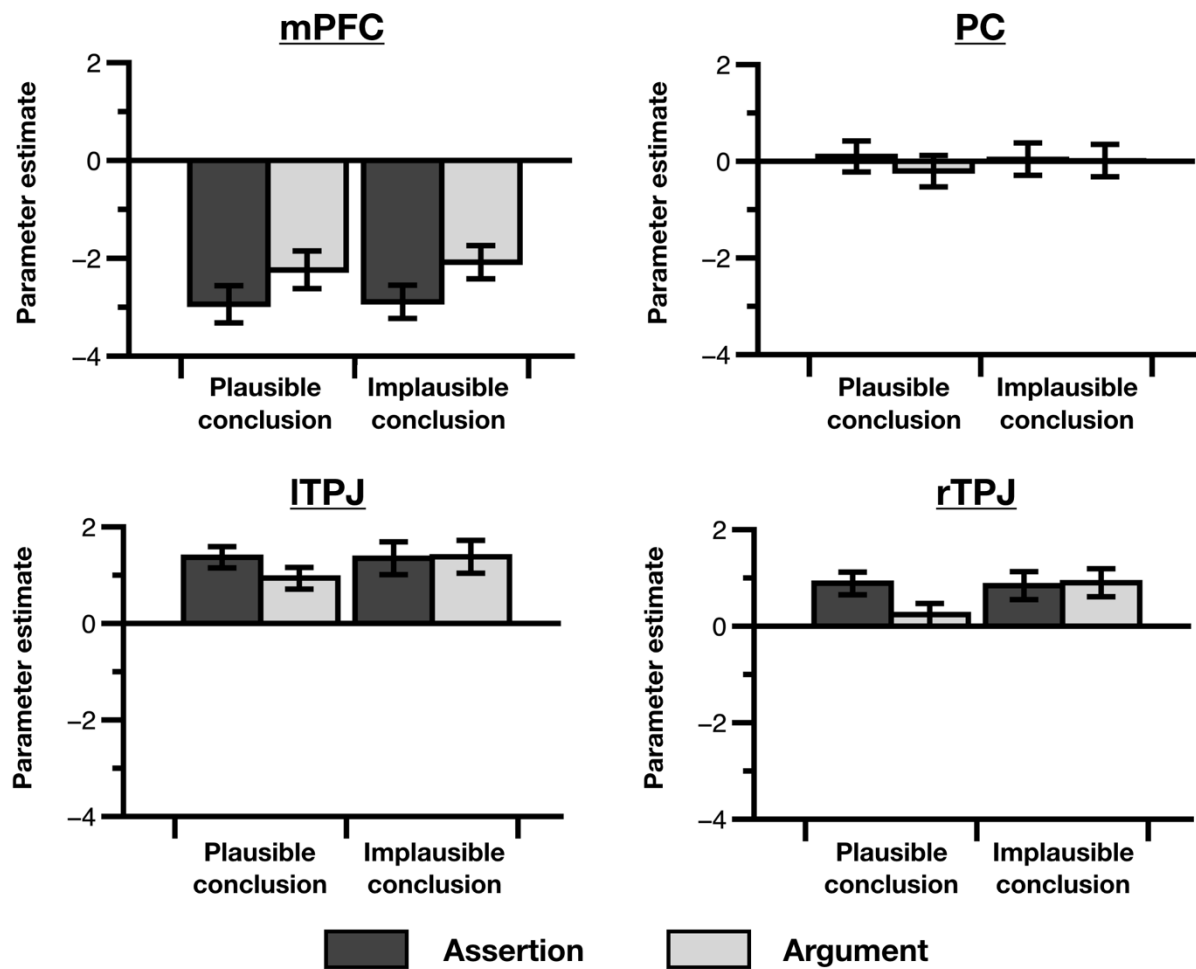 mPFC
Parameter estimate
2
0
−2
−4
Plausible
conclusion
Implausible
conclusion
PC
Parameter estimate
2
0
−2
−4
Plausible
conclusion
Implausible
conclusion
lTPJ
Parameter estimate
2
0
−2
−4
Plausible
conclusion
Implausible
conclusion
rTPJ
Parameter estimate
2
0
−2
−4
Plausible
conclusion
Implausible
conclusion
Assertion
Argument